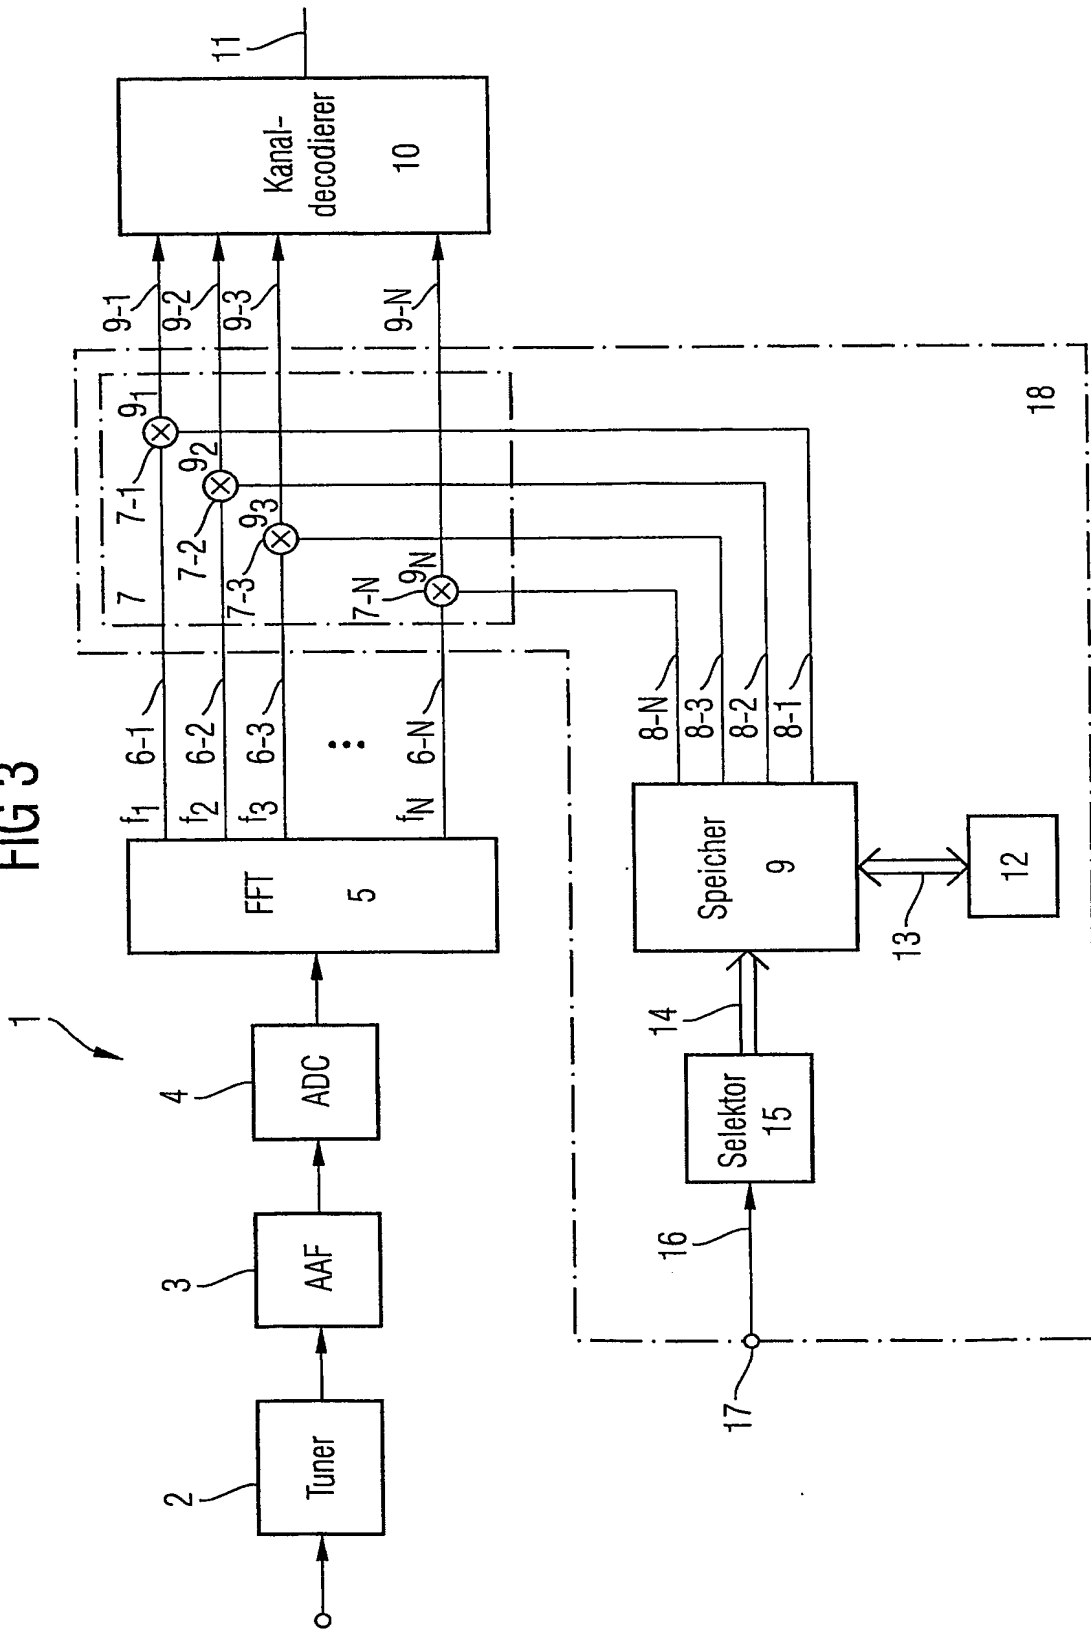 FIG 3
1
2
Tuner
3
AAF
4
ADC
FFT
5
f1
6-1
f2
6-2
f3
6-3
...
fN
6-N
7
7-1
91
7-2
92
7-3
93
7-N
9N
9-1
9-2
9-3
9-N
Kanal-
decodierer
10
11
17
16
Selektor
15
14
Speicher
9
8-N
8-3
8-2
8-1
13
12
18